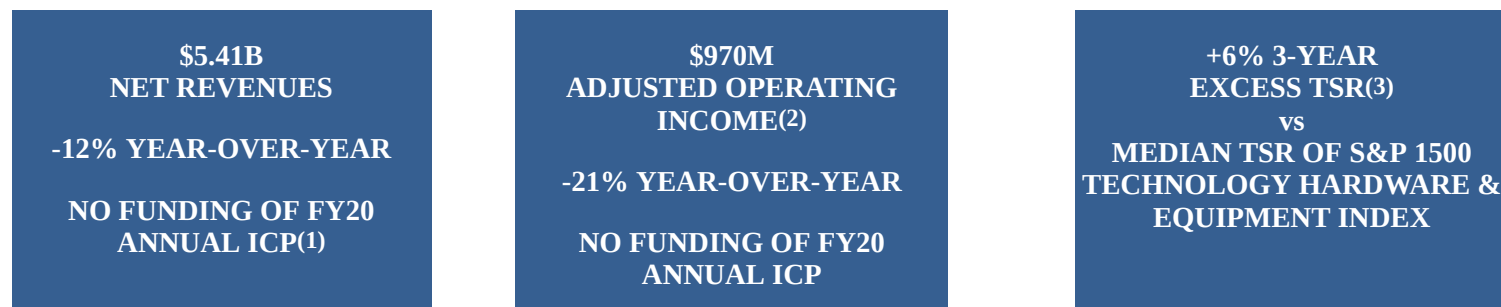 $5.41B
NET REVENUES
-12% YEAR-OVER-YEAR
NO FUNDING OF FY20
ANNUAL ICP(1)
$970M
ADJUSTED OPERATING
INCOME(2)
-21% YEAR-OVER-YEAR
NO FUNDING OF FY20
ANNUAL ICP
+6% 3-YEAR
EXCESS TSR(3)
vs
MEDIAN TSR OF S&P 1500
TECHNOLOGY HARDWARE &
EQUIPMENT INDEX